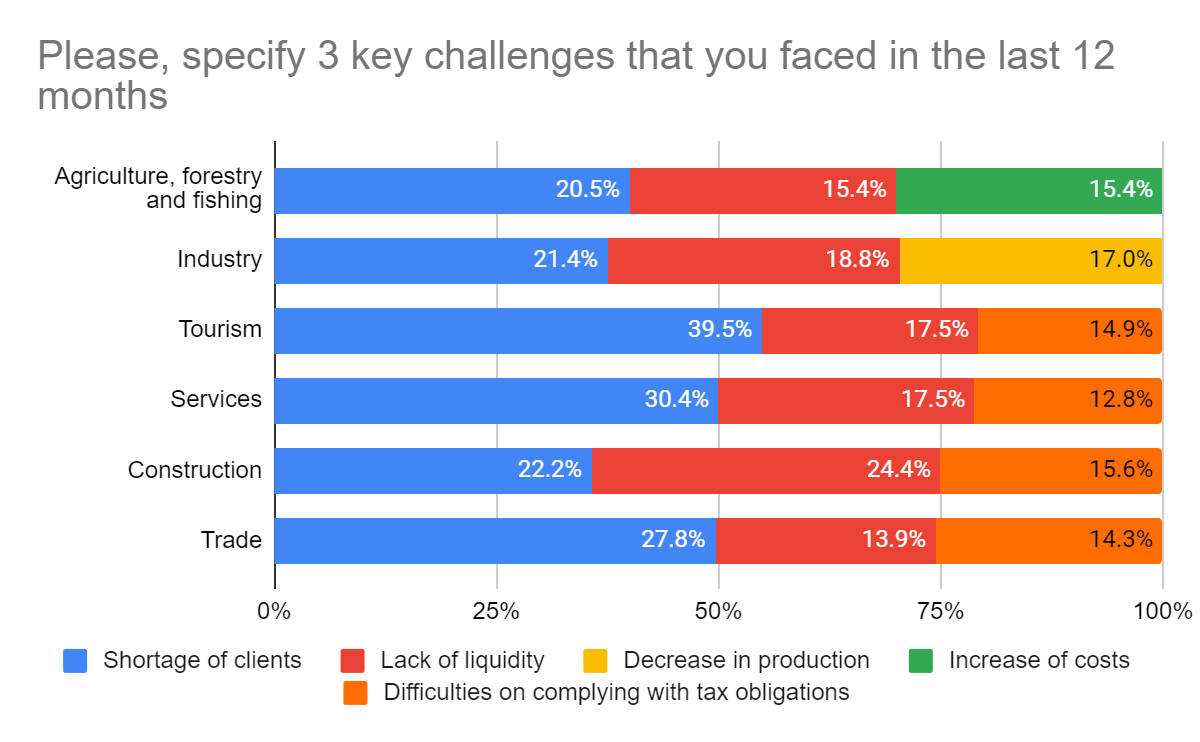 Please, specify 3 key challenges that you faced in the last 12
months
Agriculture, forestry
and fishing
20.5%
15.4%
15.4%
Industry
21.4%
18.8%
17.0%
Tourism
39.5%
17.5%
14.9%
Services
30.4%
17.5%
12.8%
Construction
22.2%
24.4%
15.6%
Trade
27.8%
13.9%
14.3%
0%
25%
50%
75%
100%
Shortage of clients
Lack of liquidity
Decrease in production
Increase of costs
Difficulties on complying with tax obligations